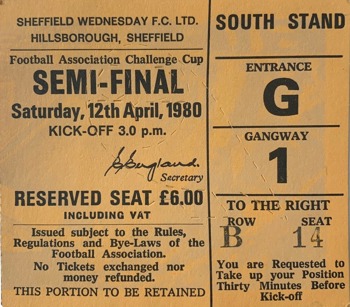 SHEFFIELD WEDNESDAY F.C. LTD.
HILLSBOROUGH, SHEFFIELD
Football Association Challenge Cup
SEMI-FINAL
Saturday, 12th April, 1980
KICK-OFF 3.0 p.m.
Secretary
RESERVED SEAT £6.00
INCLUDING VAT
Issued subject to the Rules,
Regulations and Bye-Laws of the
Football Association.
No Tickets exchanged nor
money refunded.
THIS PORTION TO BE RETAINED
SOUTH STAND
ENTRANCE
G
GANGWAY
1
TO THE RIGHT
ROW SEAT
B 14
You are Requested to
Take up your Position
Thirty Minutes Before
Kick-off